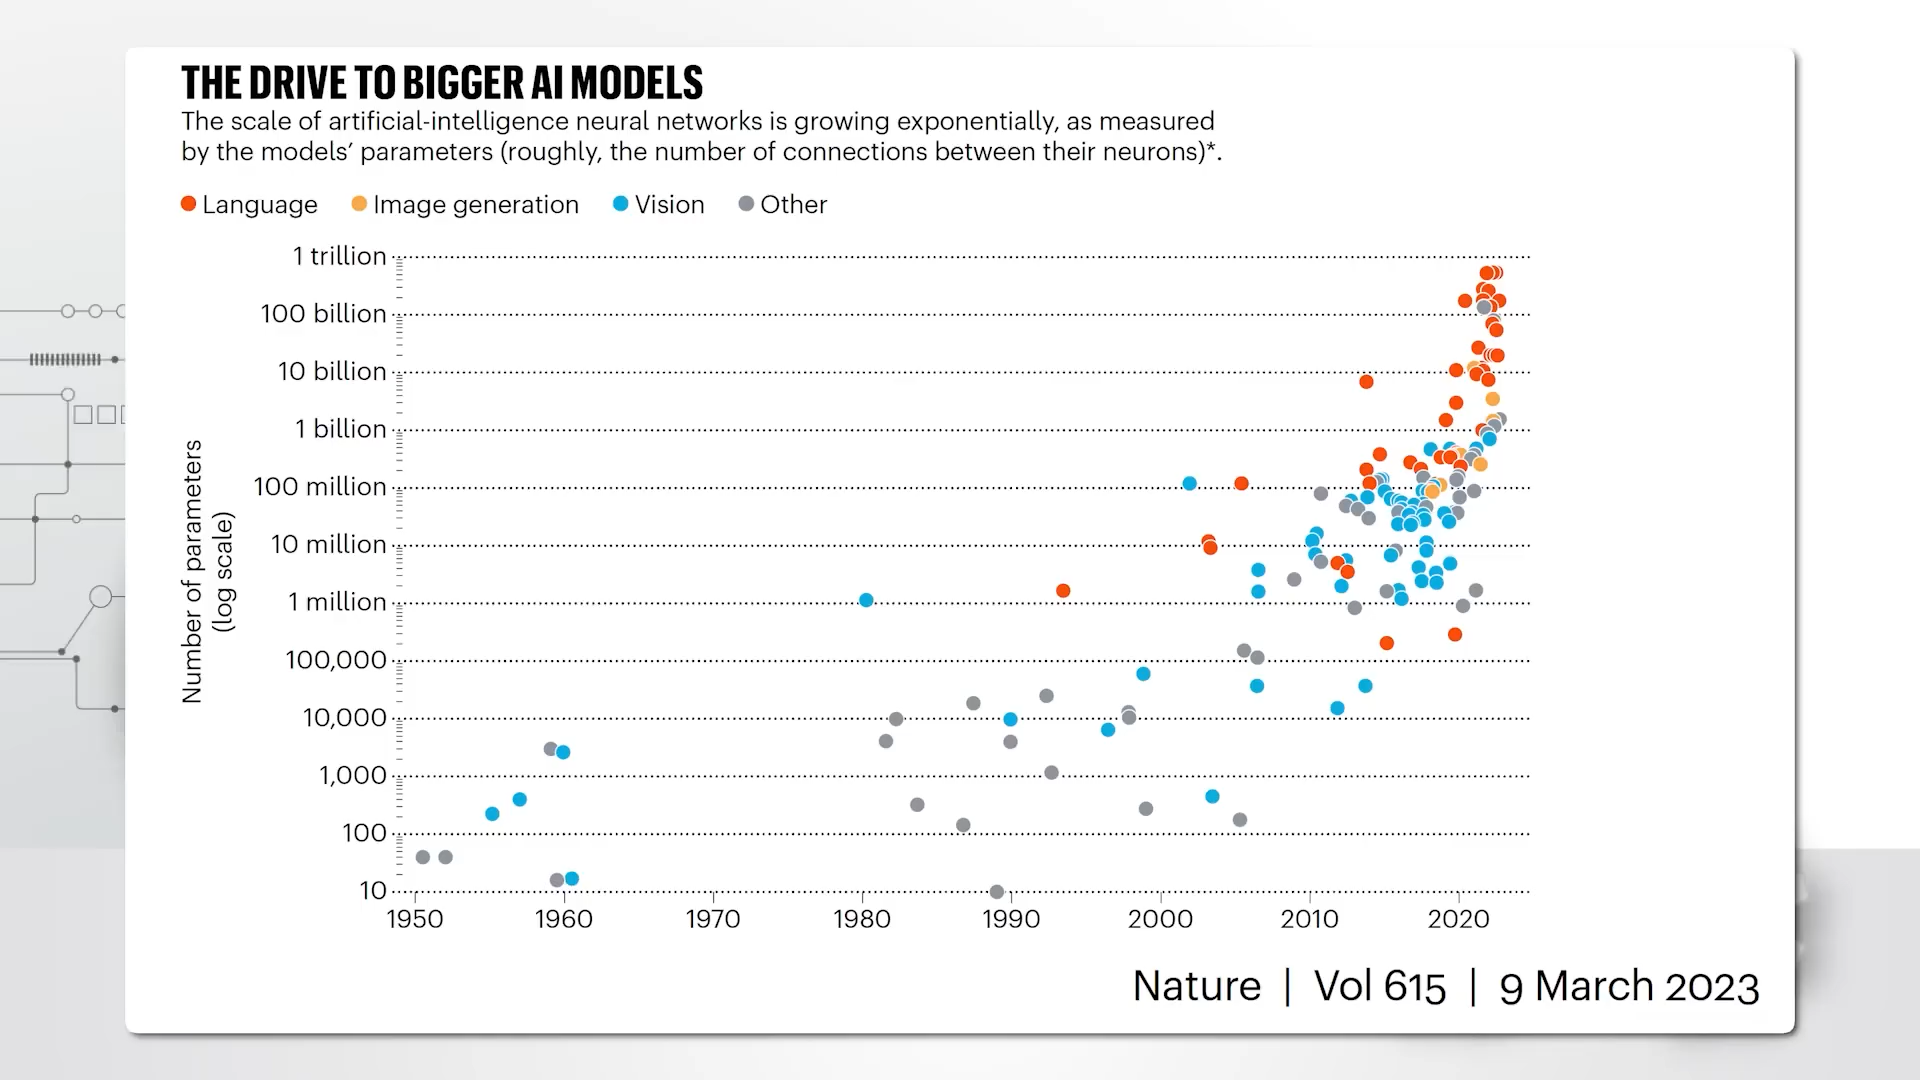 THE DRIVE TO BIGGER AI MODELS
The scale of artificial-intelligence neural networks is growing exponentially, as measured
by the models’ parameters (roughly, the number of connections between their neurons)*.
Language Image generation Vision Other
1 trillion
100 billion
10 billion
1 billion
100 million
10 million
1 million
100,000
10,000
1,000
100
10
Number of parameters
(log scale)
1950 1960 1970 1980 1990 2000 2010 2020
Nature | Vol 615 | 9 March 2023